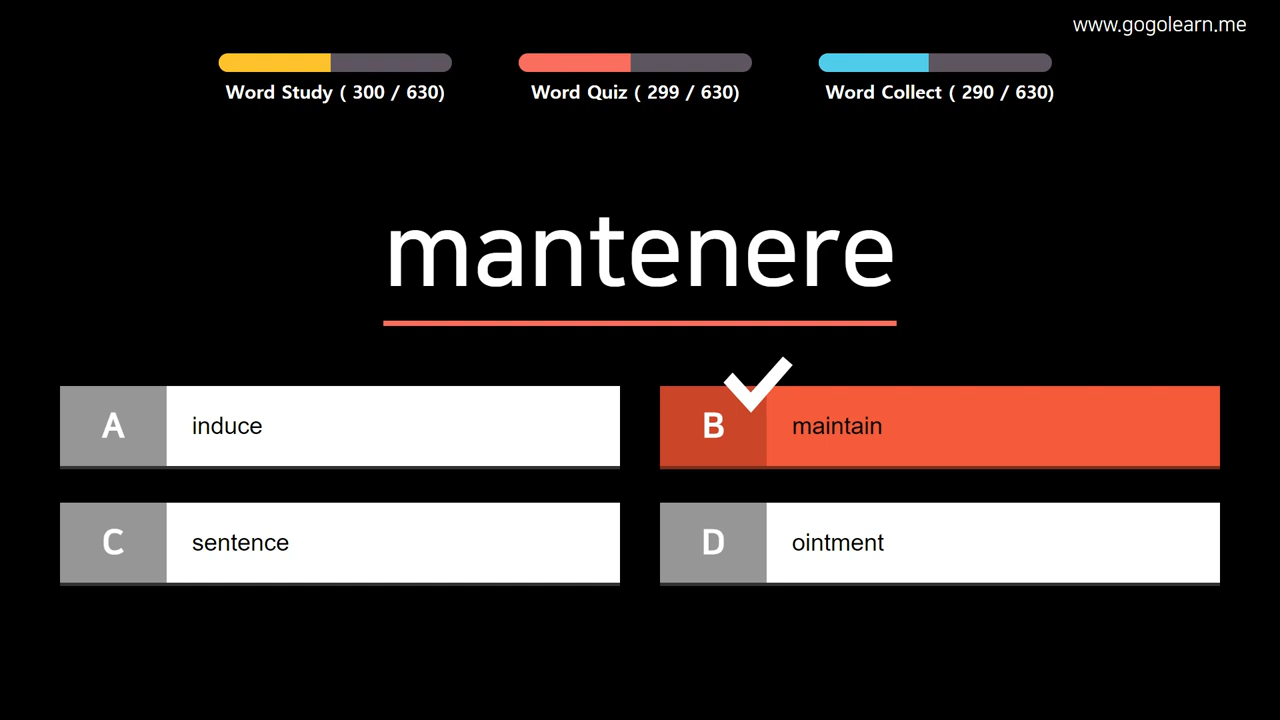 www.gogolearn.me
Word Study ( 300 / 630)
Word Quiz ( 299 / 630)
Word Collect ( 290 / 630)
mantenere
A induce
B maintain
C sentence
D ointment